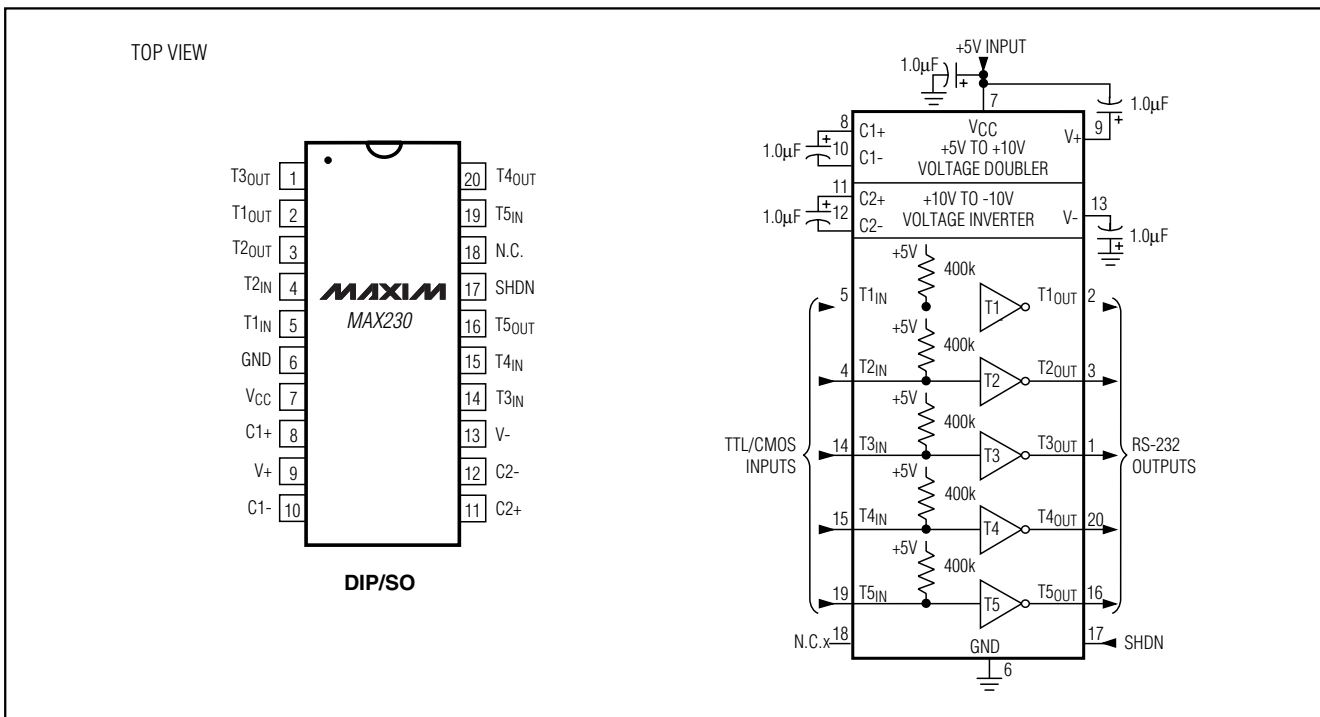 TOP VIEW
T3OUT 1
T1OUT 2
T2OUT 3
T2IN 4
T1IN 5
GND 6
VCC 7
C1+ 8
V+ 9
C1- 10
20 T4OUT
19 T5IN
18 N.C.
17 SHDN
16 T5OUT
15 T4IN
14 T3IN
13 V-
12 C2-
11 C2+
MAXIM
MAX230
DIP/SO
+5V INPUT
1.0µF
+
7
1.0µF
+
8 C1+
1.0µF
+
10 C1-
VCC
+5V TO +10V
VOLTAGE DOUBLER
V+ 9
11 C2+
1.0µF
+
12 C2-
+10V TO -10V
VOLTAGE INVERTER
V- 13
1.0µF
+
+5V
400k
5 T1IN T1 T1OUT 2
+5V
400k
4 T2IN T2 T2OUT 3
+5V
400k
14 T3IN T3 T3OUT 1
+5V
400k
15 T4IN T4 T4OUT 20
+5V
400k
19 T5IN T5 T5OUT 16
TTL/CMOS
INPUTS
RS-232
OUTPUTS
N.C.x 18
17 SHDN
GND
6